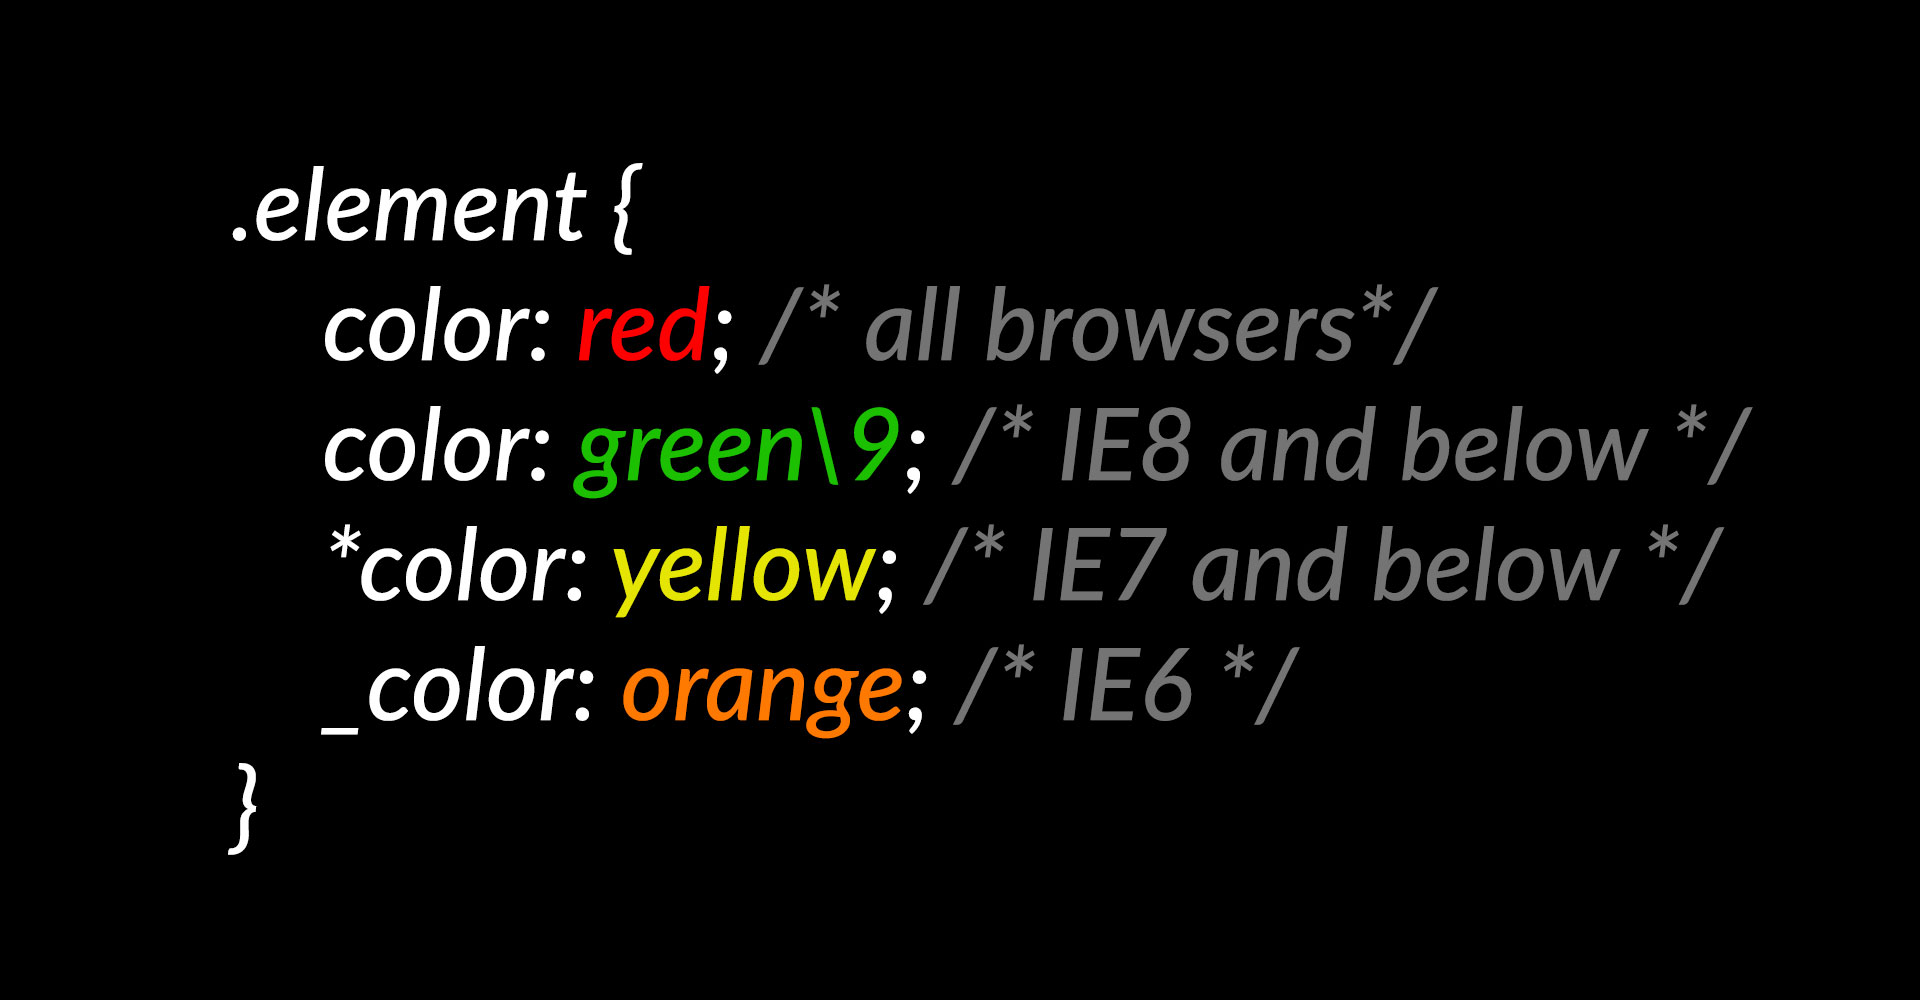 .element {
color: red; /* all browsers*/
color: green\9; /* IE8 and below */
*color: yellow; /* IE7 and below */
_color: orange; /* IE6 */
}